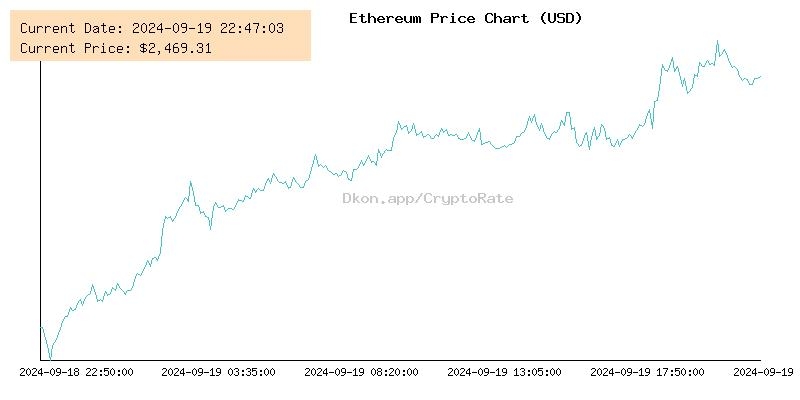 Ethereum Price Chart (USD)
Current Date: 2024-09-19 22:47:03
Current Price: $2,469.31
Dkon.app/CryptoRate
2024-09-18 22:50:00 2024-09-19 03:35:00 2024-09-19 08:20:00 2024-09-19 13:05:00 2024-09-19 17:50:00 2024-09-19